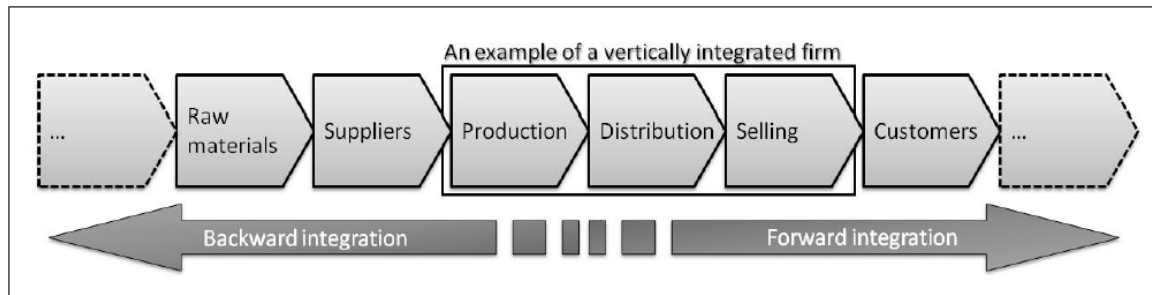 An example of a vertically integrated firm
...
Raw
materials
Suppliers
Production
Distribution
Selling
Customers
...
Backward integration
Forward integration